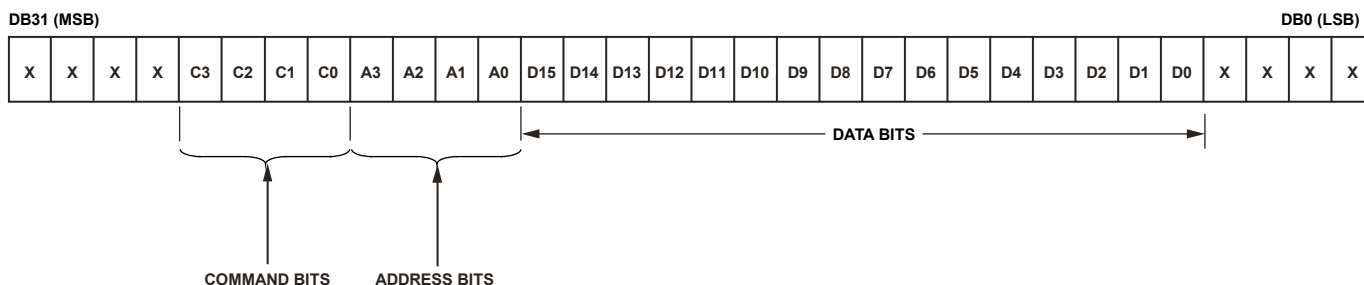 DB31 (MSB) DB0 (LSB)
X X X X C3 C2 C1 C0 A3 A2 A1 A0 D15 D14 D13 D12 D11 D10 D9 D8 D7 D6 D5 D4 D3 D2 D1 D0 X X X X
DATA BITS
COMMAND BITS ADDRESS BITS